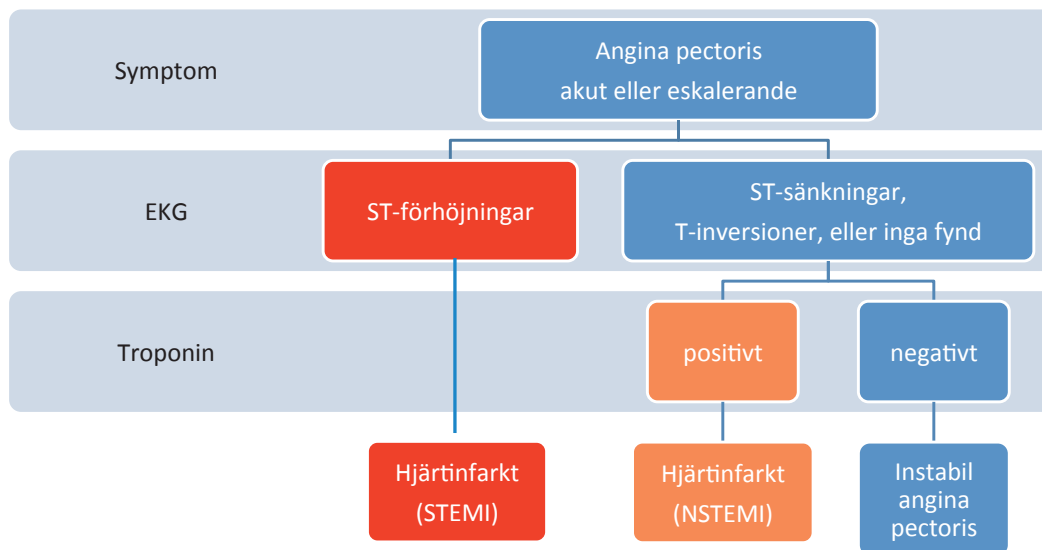 Symptom
Angina pectoris
akut eller eskalerande
EKG
ST-förhöjningar
ST-sänkningar,
T-inversioner, eller inga fynd
Troponin
positivt
negativt
Hjärtinfarkt
(STEMI)
Hjärtinfarkt
(NSTEMI)
Instabil
angina
pectoris